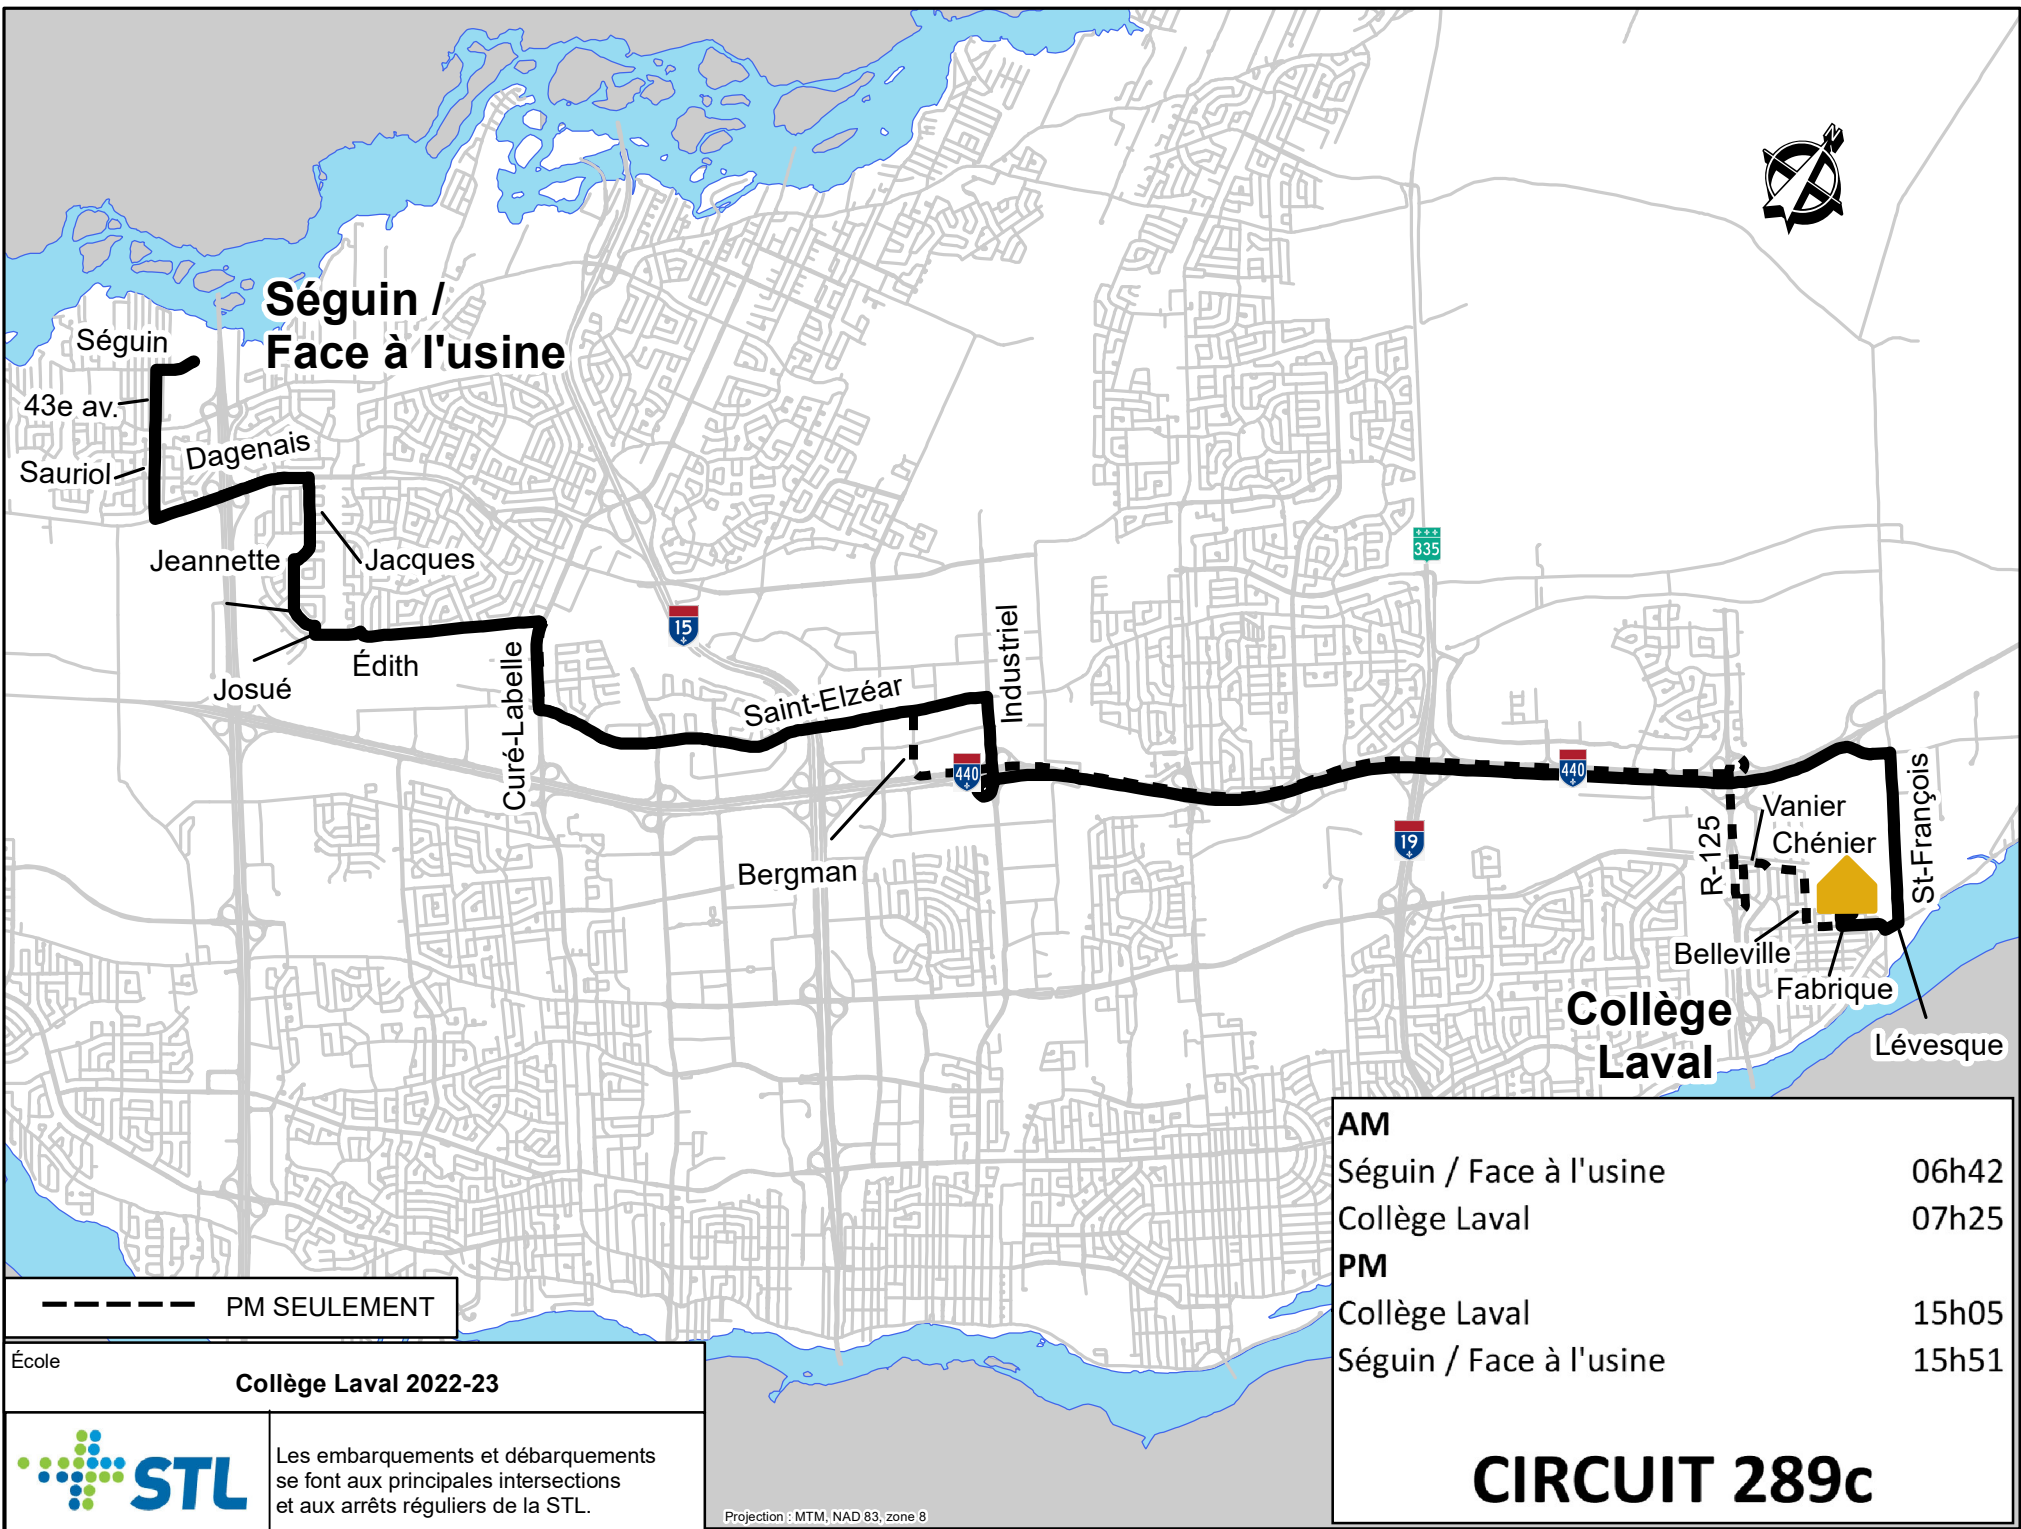 N
Séguin /
Face à l'usine
Séguin
43e av.
Sauriol
Dagenais
Jeannette
Jacques
Josué
Édith
Curé-Labelle
15
Saint-Elzéar
Industriel
440
Bergman
335
19
440
R-125
Vanier
Chénier
St-François
Belleville
Fabrique
Lévesque
Collège
Laval
AM
Séguin / Face à l'usine 06h42
Collège Laval 07h25
PM
Collège Laval 15h05
Séguin / Face à l'usine 15h51
CIRCUIT 289c
PM SEULEMENT
École
Collège Laval 2022-23
STL
Les embarquements et débarquements
se font aux principales intersections
et aux arrêts réguliers de la STL.
Projection : MTM, NAD 83, zone 8